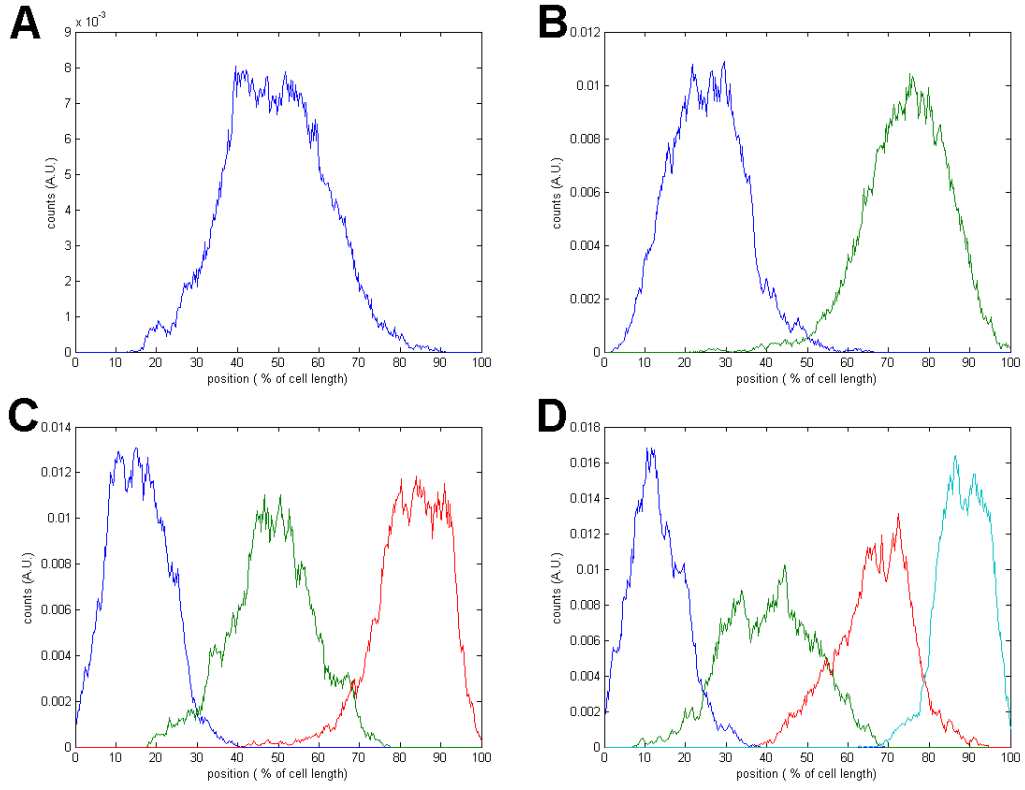 A
x 10⁻³
9
8
7
6
5
4
3
2
1
0
counts (A.U.)
0 10 20 30 40 50 60 70 80 90 100
position ( % of cell length)
B
0.012
0.01
0.008
0.006
0.004
0.002
0
counts (A.U.)
0 10 20 30 40 50 60 70 80 90 100
position ( % of cell length)
C
0.014
0.012
0.01
0.008
0.006
0.004
0.002
0
counts (A.U.)
0 10 20 30 40 50 60 70 80 90 100
position ( % of cell length)
D
0.018
0.016
0.014
0.012
0.01
0.008
0.006
0.004
0.002
0
counts (A.U.)
0 10 20 30 40 50 60 70 80 90 100
position ( % of cell length)